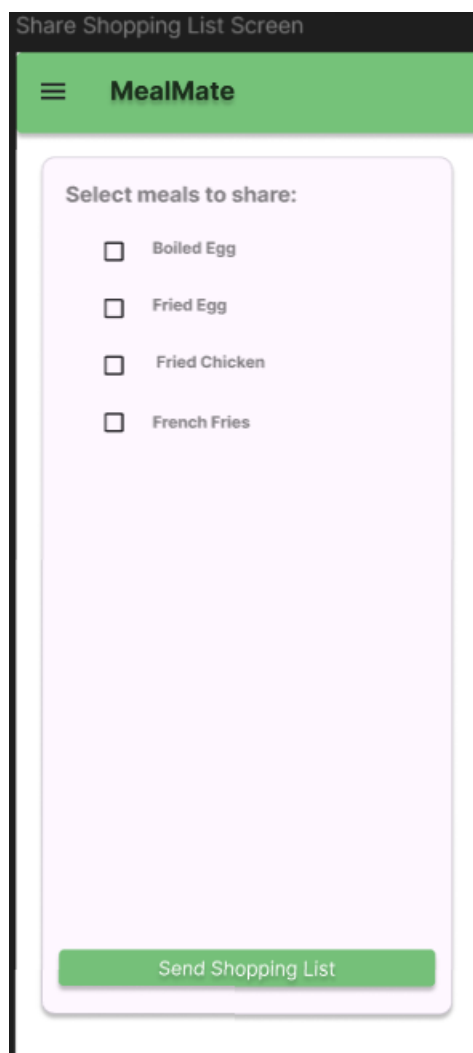 Share Shopping List Screen
MealMate
Select meals to share:
Boiled Egg
Fried Egg
Fried Chicken
French Fries
Send Shopping List